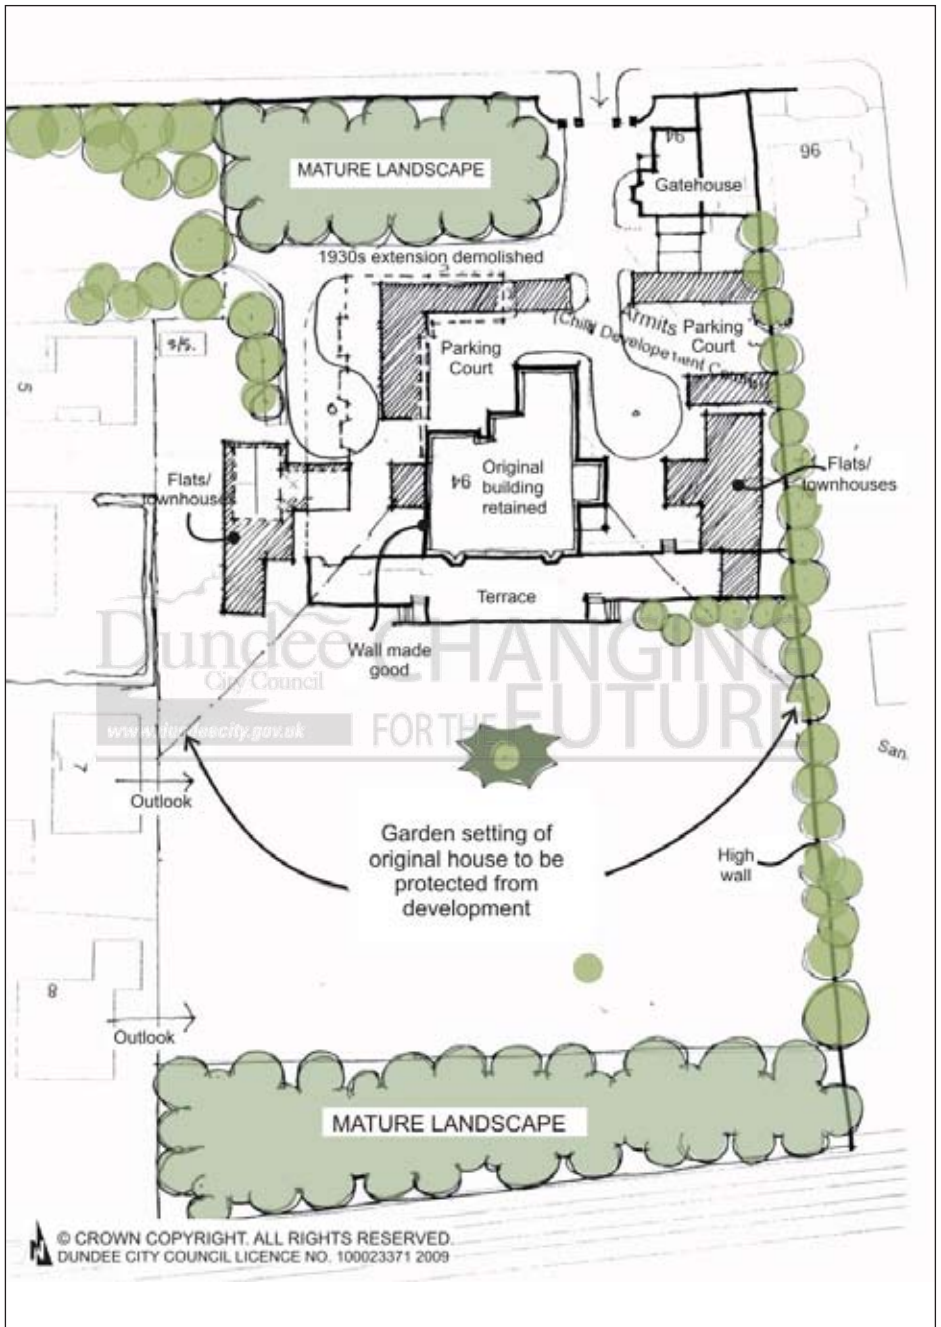 MATURE LANDSCAPE
94
Gatehouse
96
1930s extension demolished
Armits
(Child Developement
Parking
Court
Parking
Court
5
Original
building
retained
94
Flats/
townhouses
Flats/
townhouses
Terrace
Wall made
good
Dundee
City Council
www.dundeecity.gov.uk
CHANGING
FOR THE FUTURE
7
Outlook
San.
Garden setting of
original house to be
protected from
development
High
wall
8
Outlook
MATURE LANDSCAPE
N
© CROWN COPYRIGHT. ALL RIGHTS RESERVED.
DUNDEE CITY COUNCIL LICENCE NO. 100023371 2009